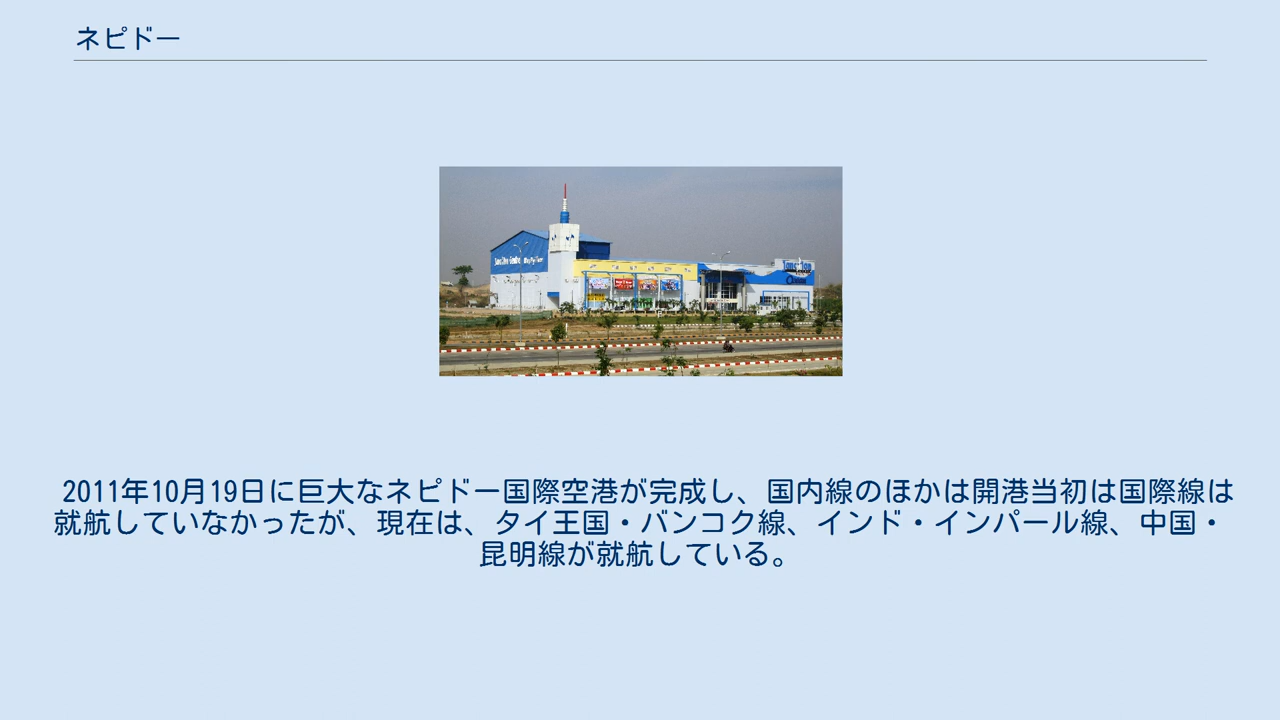 ネピドー
2011年10月19日に巨大なネピドー国際空港が完成し、国内線のほかは開港当初は国際線は
就航していなかったが、現在は、タイ王国・バンコク線、インド・インパール線、中国・
昆明線が就航している。